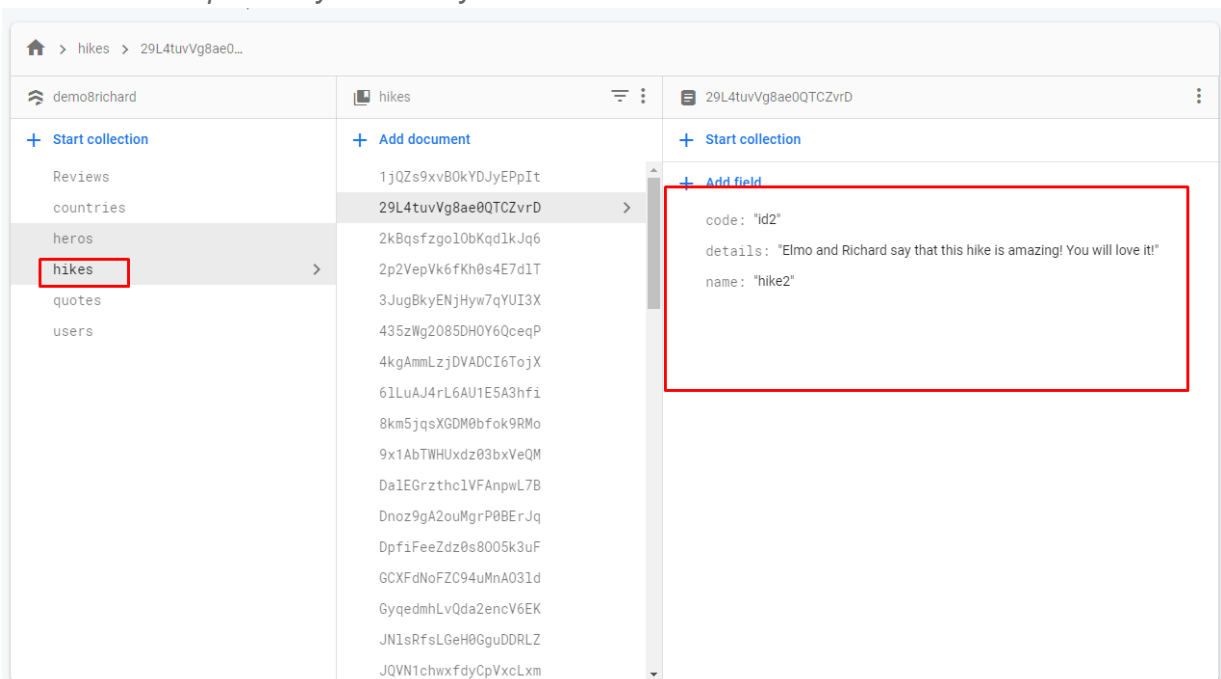 hikes > 29L4tuvVg8ae0...
demo8richard
Start collection
Reviews
countries
heros
hikes
quotes
users
hikes
Add document
1jQZs9xvBOkYDJyEPpIt
29L4tuvVg8ae0QTCZvrD
2kBqsfzgolObKqdlkJq6
2p2VepVk6fKh0s4E7dlT
3JugBkyENjHyw7qYUI3X
435zWg2O85DHOY6QceqP
4kgAmmLzjDVADCI6TojX
6lLuAJ4rL6AU1E5A3hfi
8km5jqsXGDM0bfok9RMo
9x1AbTWHUxdz03bxVeQM
DalEGrzthclVFAnpwL7B
Dnoz9gA2ouMgrP0BErJq
DpfiFeeZdz0s8OO5k3uF
GCXFdNoFZC94uMnAO3ld
GyqedmhLvQda2encV6EK
JNlsRfsLGeH0GguDDRLZ
JQVN1chwxfdyCpVxcLxm
29L4tuvVg8ae0QTCZvrD
Start collection
Add field
code: "id2"
details: "Elmo and Richard say that this hike is amazing! You will love it!"
name: "hike2"